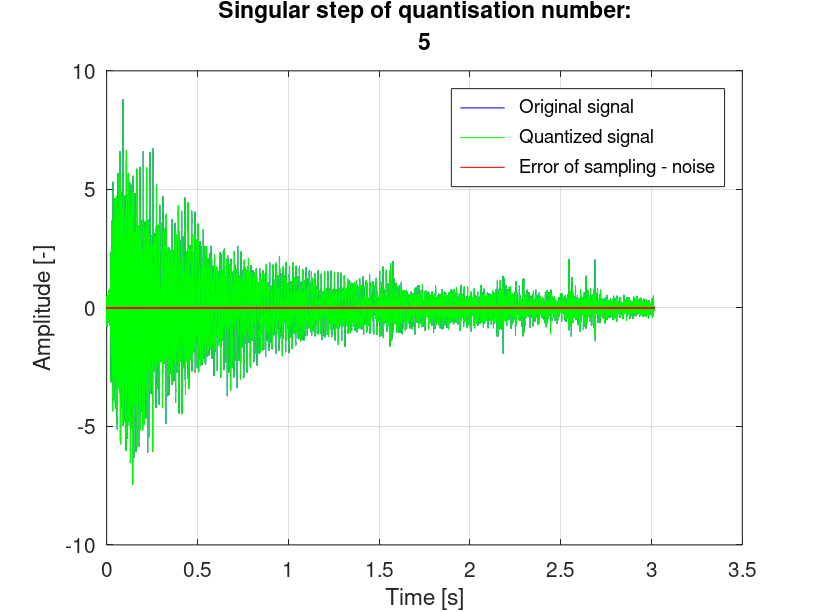 Singular step of quantisation number:
5
Original signal
Quantized signal
Error of sampling - noise
10
5
0
-5
-10
Amplitude [-]
0 0.5 1 1.5 2 2.5 3 3.5
Time [s]